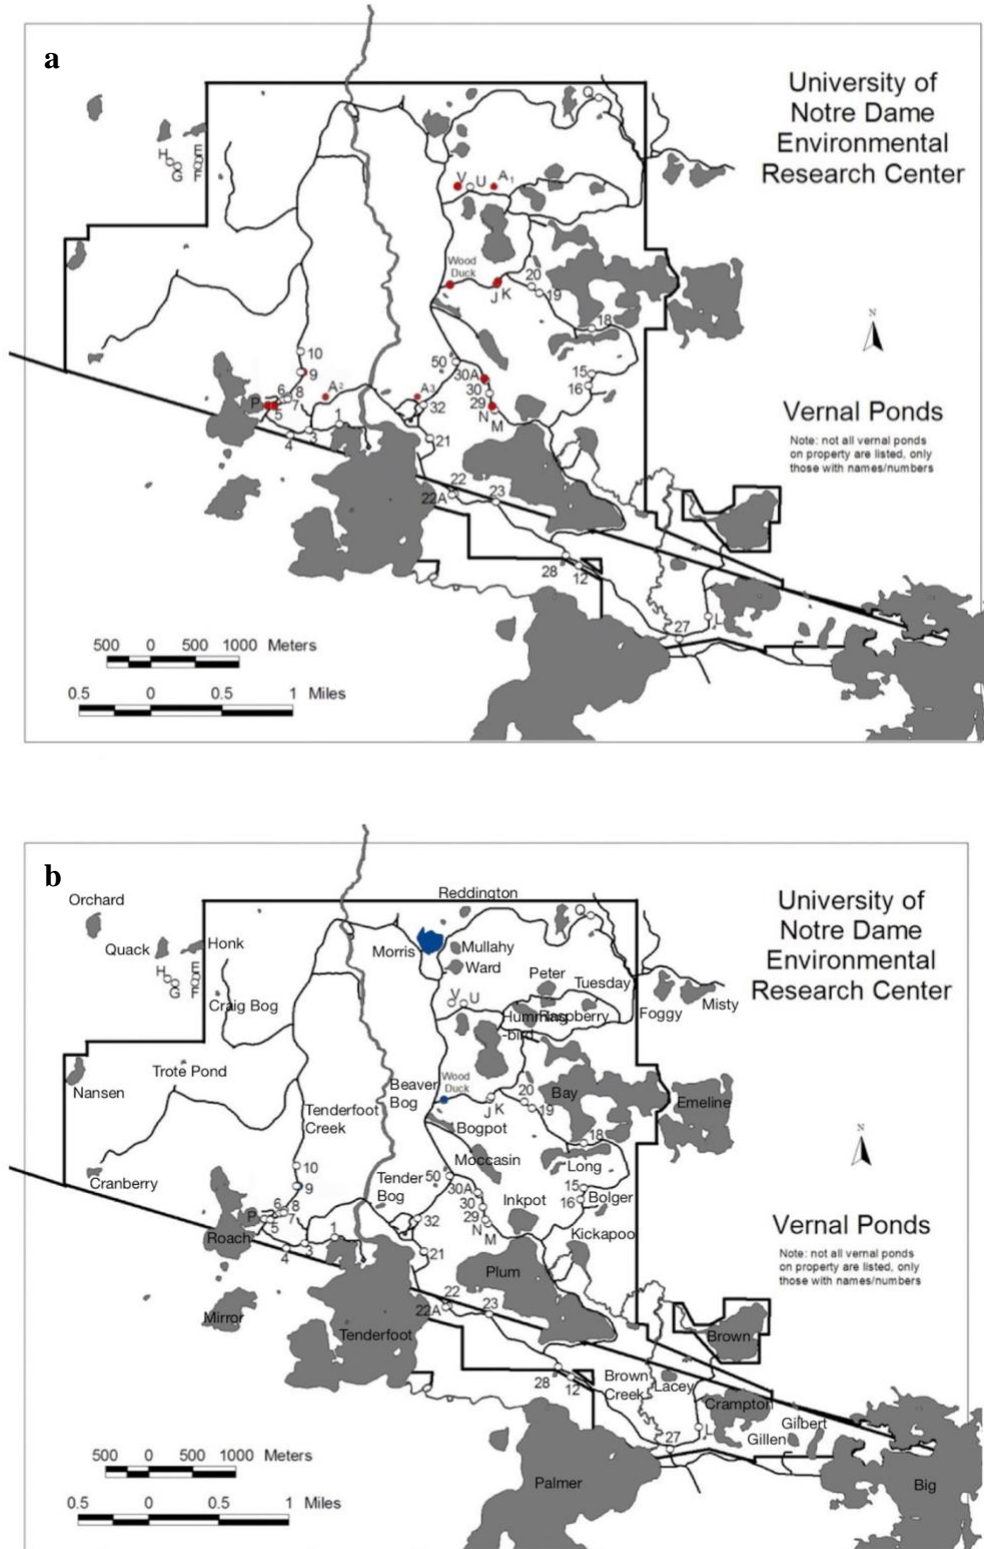 a
University of
Notre Dame
Environmental
Research Center
H
E
G
F
V
U
A1
Wood
Duck
J K
20
19
18
10
9
50
30A
30
29
N
M
15
16
A2
A3
32
6
8
P
7
5
1
3
4
21
22
22A
23
28
12
27
L
N
Vernal Ponds
Note: not all vernal ponds
on property are listed, only
those with names/numbers
500 0 500 1000 Meters
0.5 0 0.5 1 Miles
b
Orchard
Reddington
University of
Notre Dame
Environmental
Research Center
Quack
Honk
Morris
Mullahy
Ward
H
E
G
F
Craig Bog
V U
Peter
Tuesday
Humming
-bird
Raspberry
Foggy
Misty
Nansen
Trote Pond
Beaver
Bog
Wood
Duck
J K
20
19
Bay
Emeline
Tenderfoot
Creek
Bogpot
18
Moccasin
Long
N
Cranberry
10
9
Tender
Bog
50
30A
30
29
N
M
Inkpot
15
16
Bolger
32
6
8
P
7
5
1
3
4
Roach
21
Kickapoo
Plum
Vernal Ponds
Note: not all vernal ponds
on property are listed, only
those with names/numbers
22
22A
23
Mirror
Tenderfoot
Brown
28
12
Brown
Creek
Lacey
Crampton
Gilbert
Gillen
27
L
Palmer
Big
500 0 500 1000 Meters
0.5 0 0.5 1 Miles